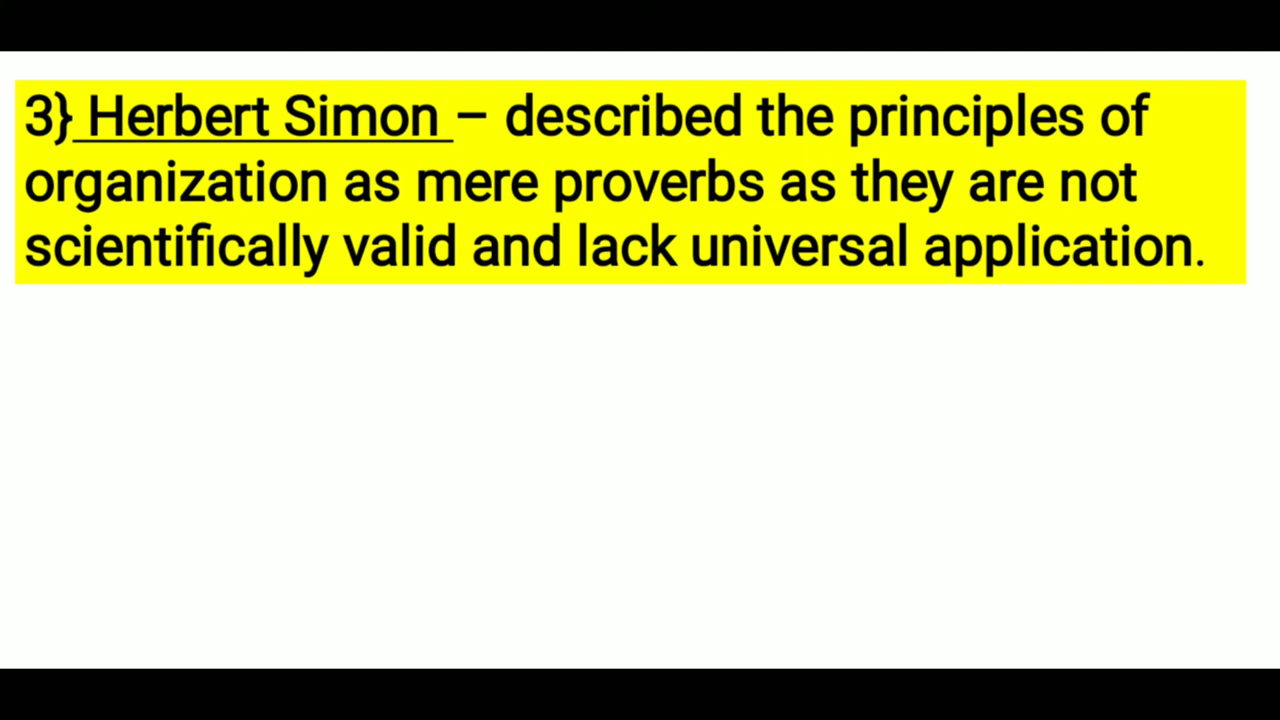 3} Herbert Simon – described the principles of
organization as mere proverbs as they are not
scientifically valid and lack universal application.